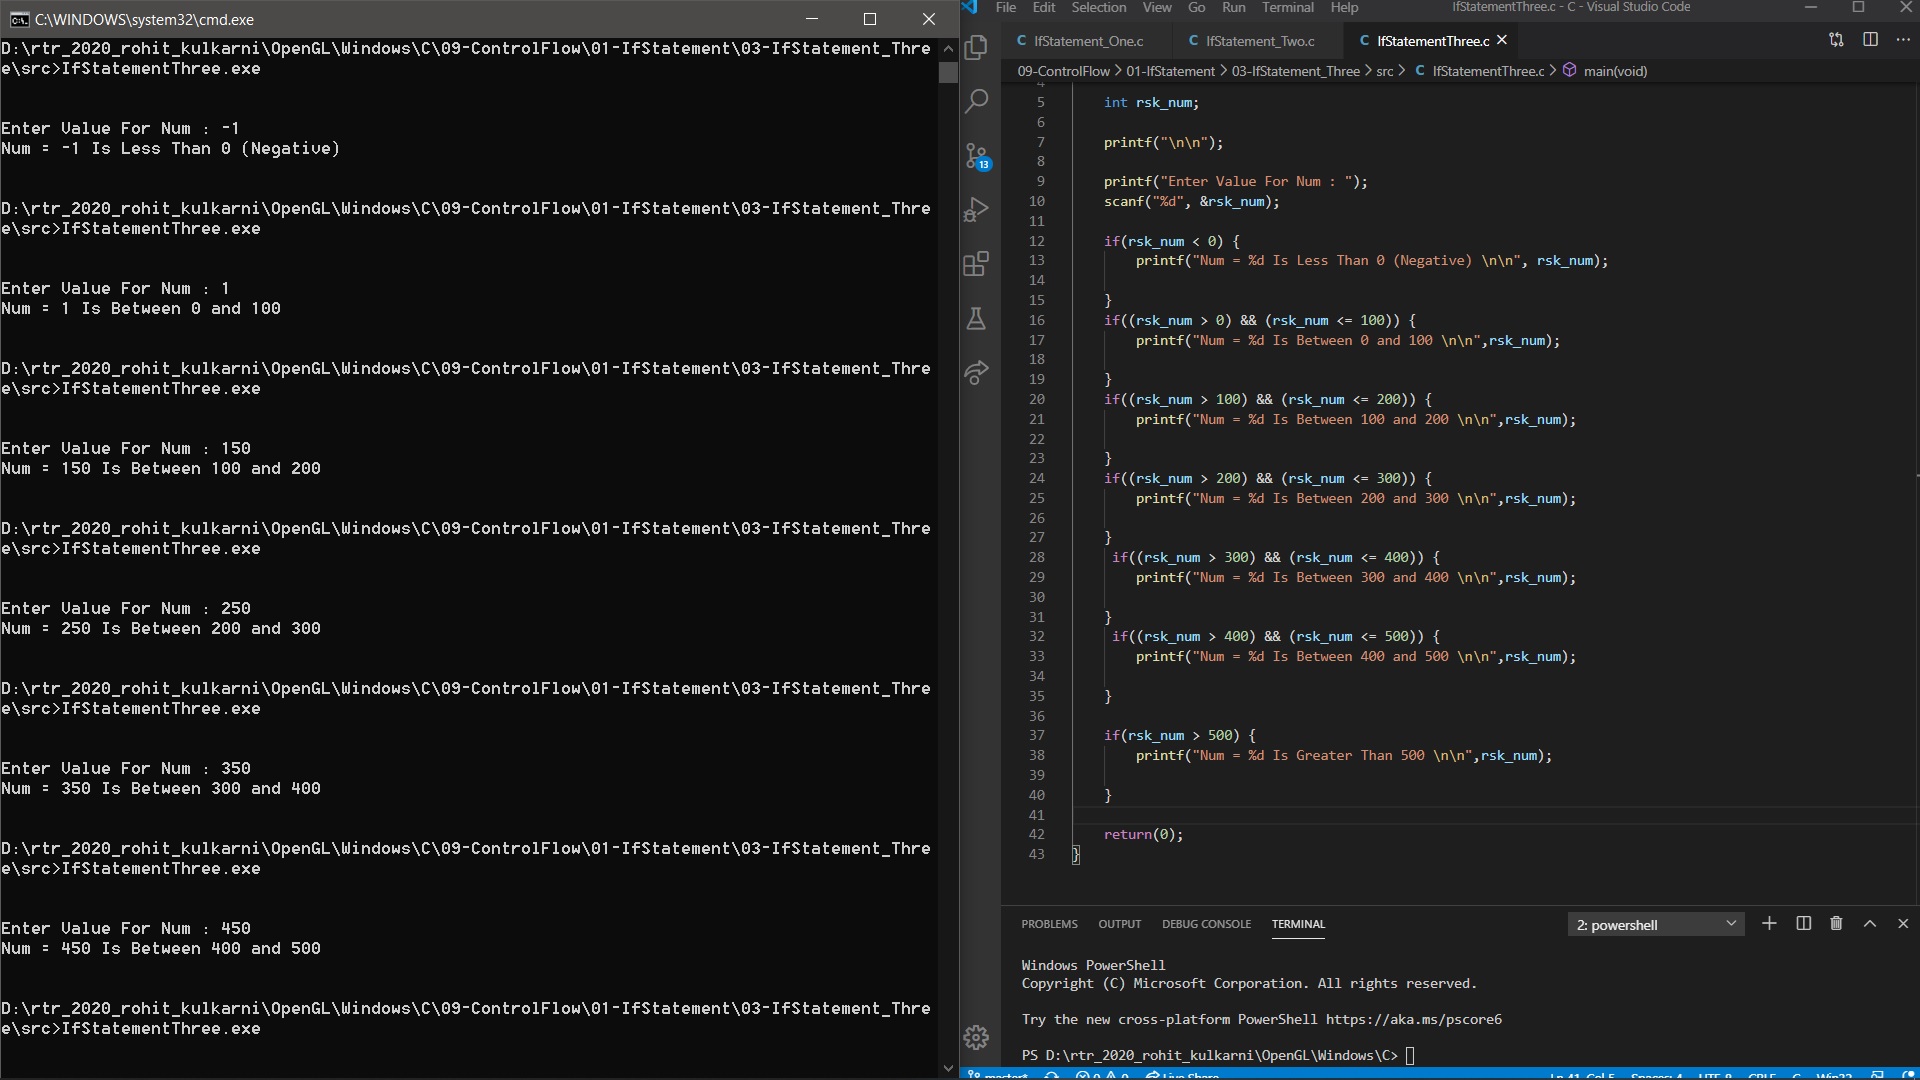 C:\WINDOWS\system32\cmd.exe
D:\rtr_2020_rohit_kulkarni\OpenGL\Windows\C\09-ControlFlow\01-IfStatement\03-IfStatement_Thre
e\src>IfStatementThree.exe
Enter Value For Num : -1
Num = -1 Is Less Than 0 (Negative)
D:\rtr_2020_rohit_kulkarni\OpenGL\Windows\C\09-ControlFlow\01-IfStatement\03-IfStatement_Thre
e\src>IfStatementThree.exe
Enter Value For Num : 1
Num = 1 Is Between 0 and 100
D:\rtr_2020_rohit_kulkarni\OpenGL\Windows\C\09-ControlFlow\01-IfStatement\03-IfStatement_Thre
e\src>IfStatementThree.exe
Enter Value For Num : 150
Num = 150 Is Between 100 and 200
D:\rtr_2020_rohit_kulkarni\OpenGL\Windows\C\09-ControlFlow\01-IfStatement\03-IfStatement_Thre
e\src>IfStatementThree.exe
Enter Value For Num : 250
Num = 250 Is Between 200 and 300
D:\rtr_2020_rohit_kulkarni\OpenGL\Windows\C\09-ControlFlow\01-IfStatement\03-IfStatement_Thre
e\src>IfStatementThree.exe
Enter Value For Num : 350
Num = 350 Is Between 300 and 400
D:\rtr_2020_rohit_kulkarni\OpenGL\Windows\C\09-ControlFlow\01-IfStatement\03-IfStatement_Thre
e\src>IfStatementThree.exe
Enter Value For Num : 450
Num = 450 Is Between 400 and 500
D:\rtr_2020_rohit_kulkarni\OpenGL\Windows\C\09-ControlFlow\01-IfStatement\03-IfStatement_Thre
e\src>IfStatementThree.exe
File Edit Selection View Go Run Terminal Help IfStatementThree.c - C - Visual Studio Code
C IfStatement_One.c C IfStatement_Two.c C IfStatementThree.c
09-ControlFlow > 01-IfStatement > 03-IfStatement_Three > src > C IfStatementThree.c > main(void)
13
4
5 int rsk_num;
6
7 printf("\n\n");
8
9 printf("Enter Value For Num : ");
10 scanf("%d", &rsk_num);
11
12 if(rsk_num < 0) {
13 printf("Num = %d Is Less Than 0 (Negative) \n\n", rsk_num);
14
15 }
16 if((rsk_num > 0) && (rsk_num <= 100)) {
17 printf("Num = %d Is Between 0 and 100 \n\n",rsk_num);
18
19 }
20 if((rsk_num > 100) && (rsk_num <= 200)) {
21 printf("Num = %d Is Between 100 and 200 \n\n",rsk_num);
22
23 }
24 if((rsk_num > 200) && (rsk_num <= 300)) {
25 printf("Num = %d Is Between 200 and 300 \n\n",rsk_num);
26
27 }
28 if((rsk_num > 300) && (rsk_num <= 400)) {
29 printf("Num = %d Is Between 300 and 400 \n\n",rsk_num);
30
31 }
32 if((rsk_num > 400) && (rsk_num <= 500)) {
33 printf("Num = %d Is Between 400 and 500 \n\n",rsk_num);
34
35 }
36
37 if(rsk_num > 500) {
38 printf("Num = %d Is Greater Than 500 \n\n",rsk_num);
39
40 }
41
42 return(0);
43 }
PROBLEMS OUTPUT DEBUG CONSOLE TERMINAL 2: powershell
Windows PowerShell
Copyright (C) Microsoft Corporation. All rights reserved.
Try the new cross-platform PowerShell https://aka.ms/pscore6
PS D:\rtr_2020_rohit_kulkarni\OpenGL\Windows\C>
master* 0 0 Live Share Ln 41, Col 5 Spaces: 4 UTF-8 CRLF C Win32